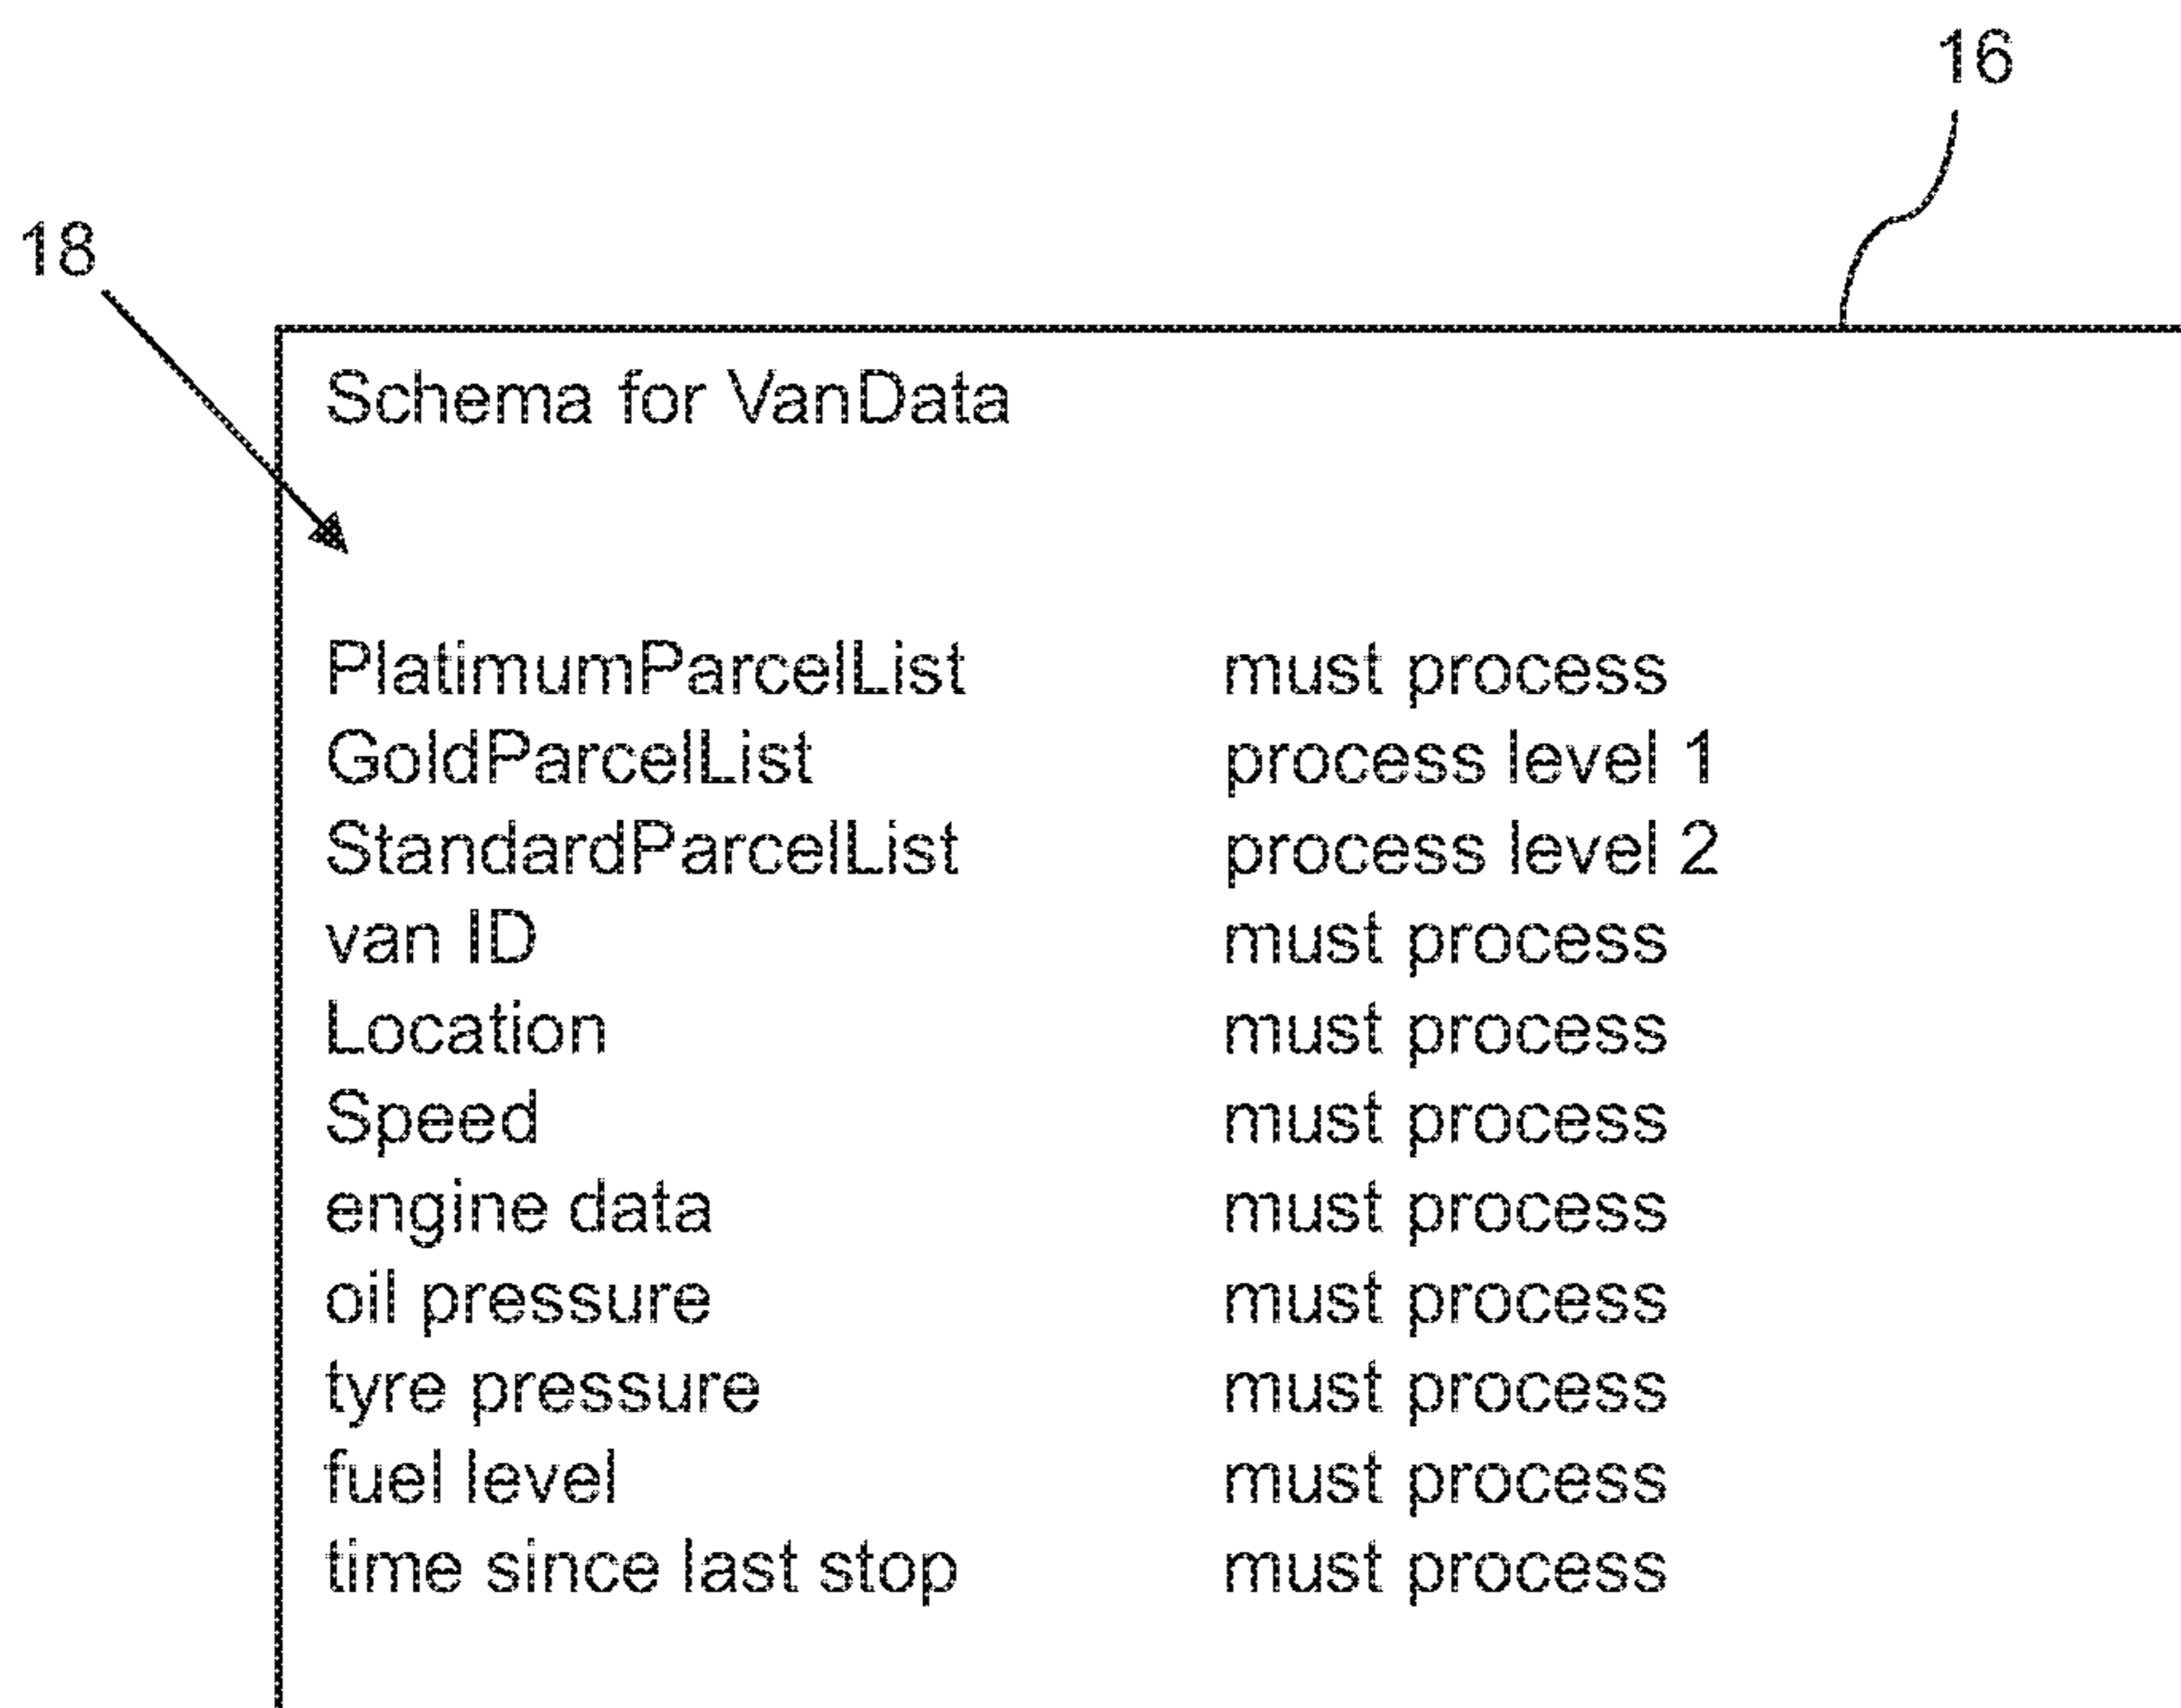 16
18
Schema for VanData
PlatimumParcelList must process
GoldParcelList process level 1
StandardParcelList process level 2
van ID must process
Location must process
Speed must process
engine data must process
oil pressure must process
tyre pressure must process
fuel level must process
time since last stop must process